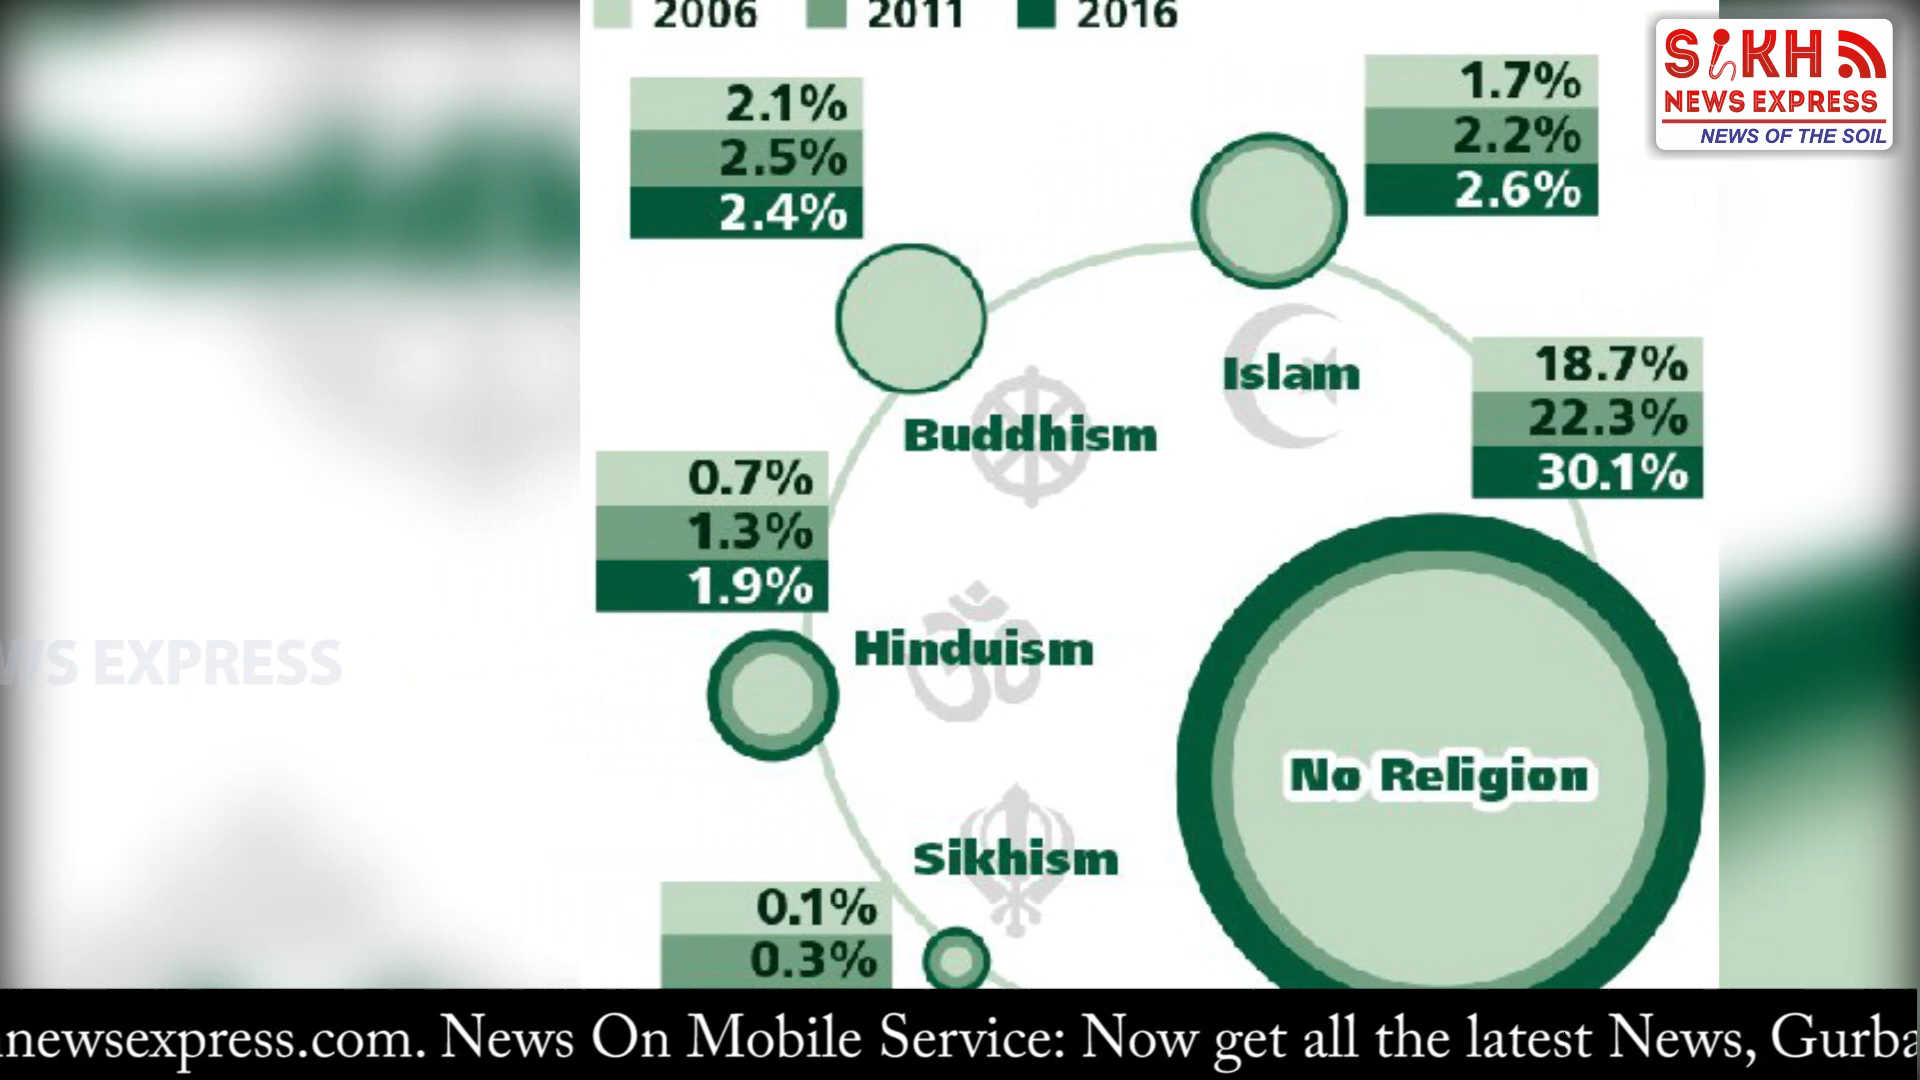 2006 2011 2016
SIKH
NEWS EXPRESS
NEWS OF THE SOIL
2.1%
2.5%
2.4%
1.7%
2.2%
2.6%
Islam
Buddhism
18.7%
22.3%
30.1%
0.7%
1.3%
1.9%
Hinduism
WS EXPRESS
No Religion
Sikhism
0.1%
0.3%
newsexpress.com. News On Mobile Service: Now get all the latest News, Gurba